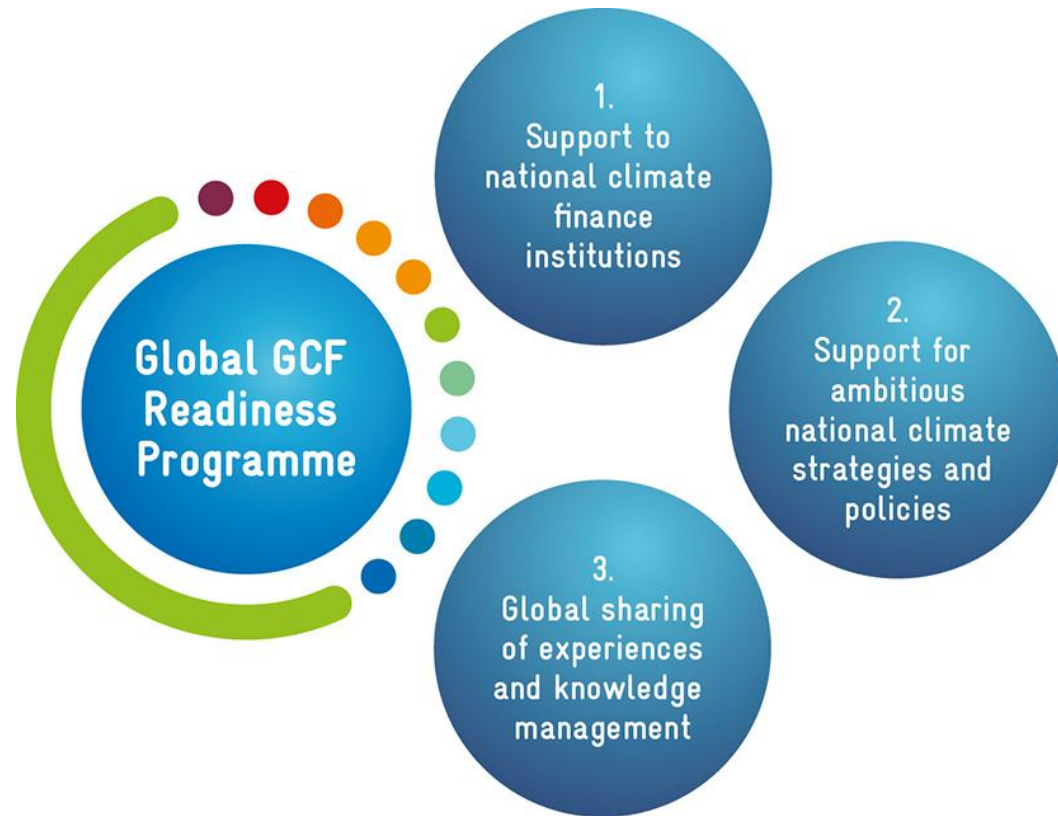 Global GCF
Readiness
Programme
1.
Support to
national climate
finance
institutions
2.
Support for
ambitious
national climate
strategies and
policies
3.
Global sharing
of experiences
and knowledge
management